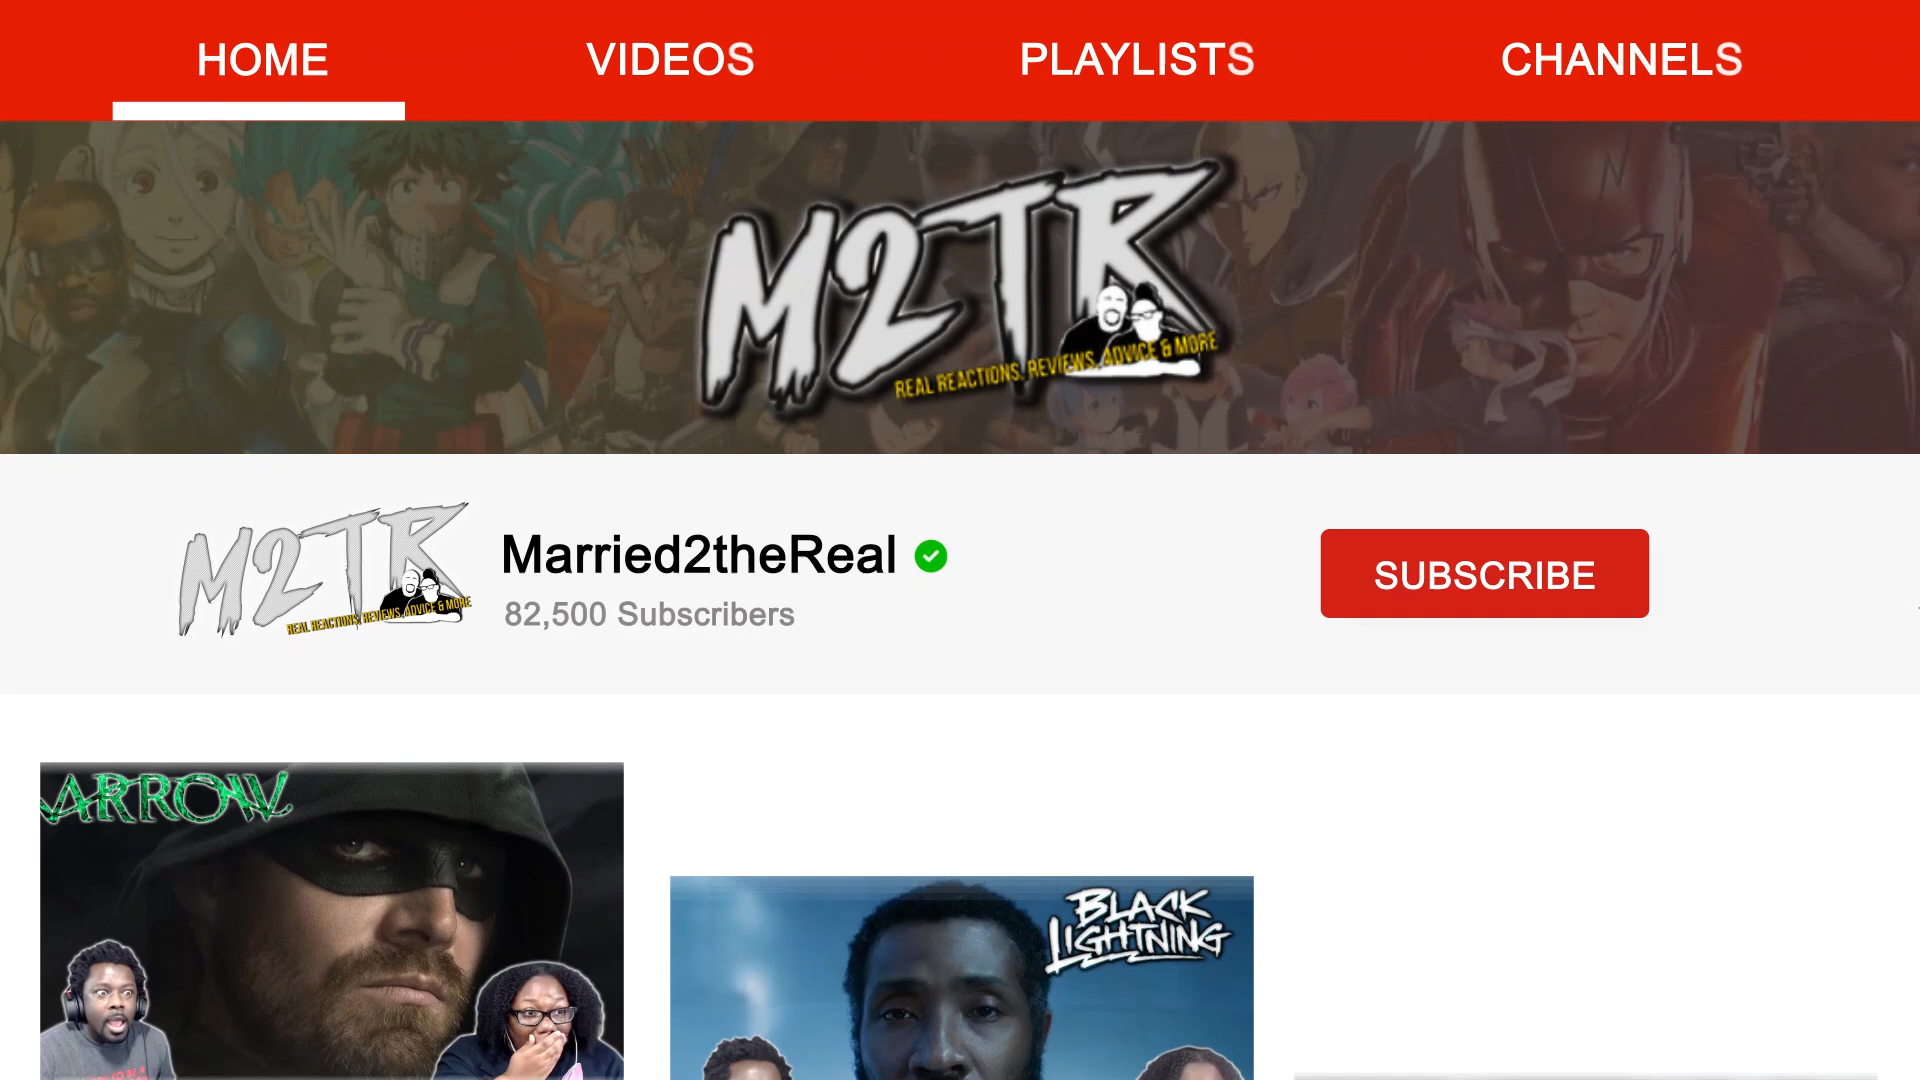 HOME VIDEOS PLAYLISTS CHANNELS
M2TR
REAL REACTIONS, REVIEWS, ADVICE & MORE
M2TR
REAL REACTIONS, REVIEWS, ADVICE & MORE
Married2theReal
82,500 Subscribers
SUBSCRIBE
ARROW
BLACK
LIGHTNING